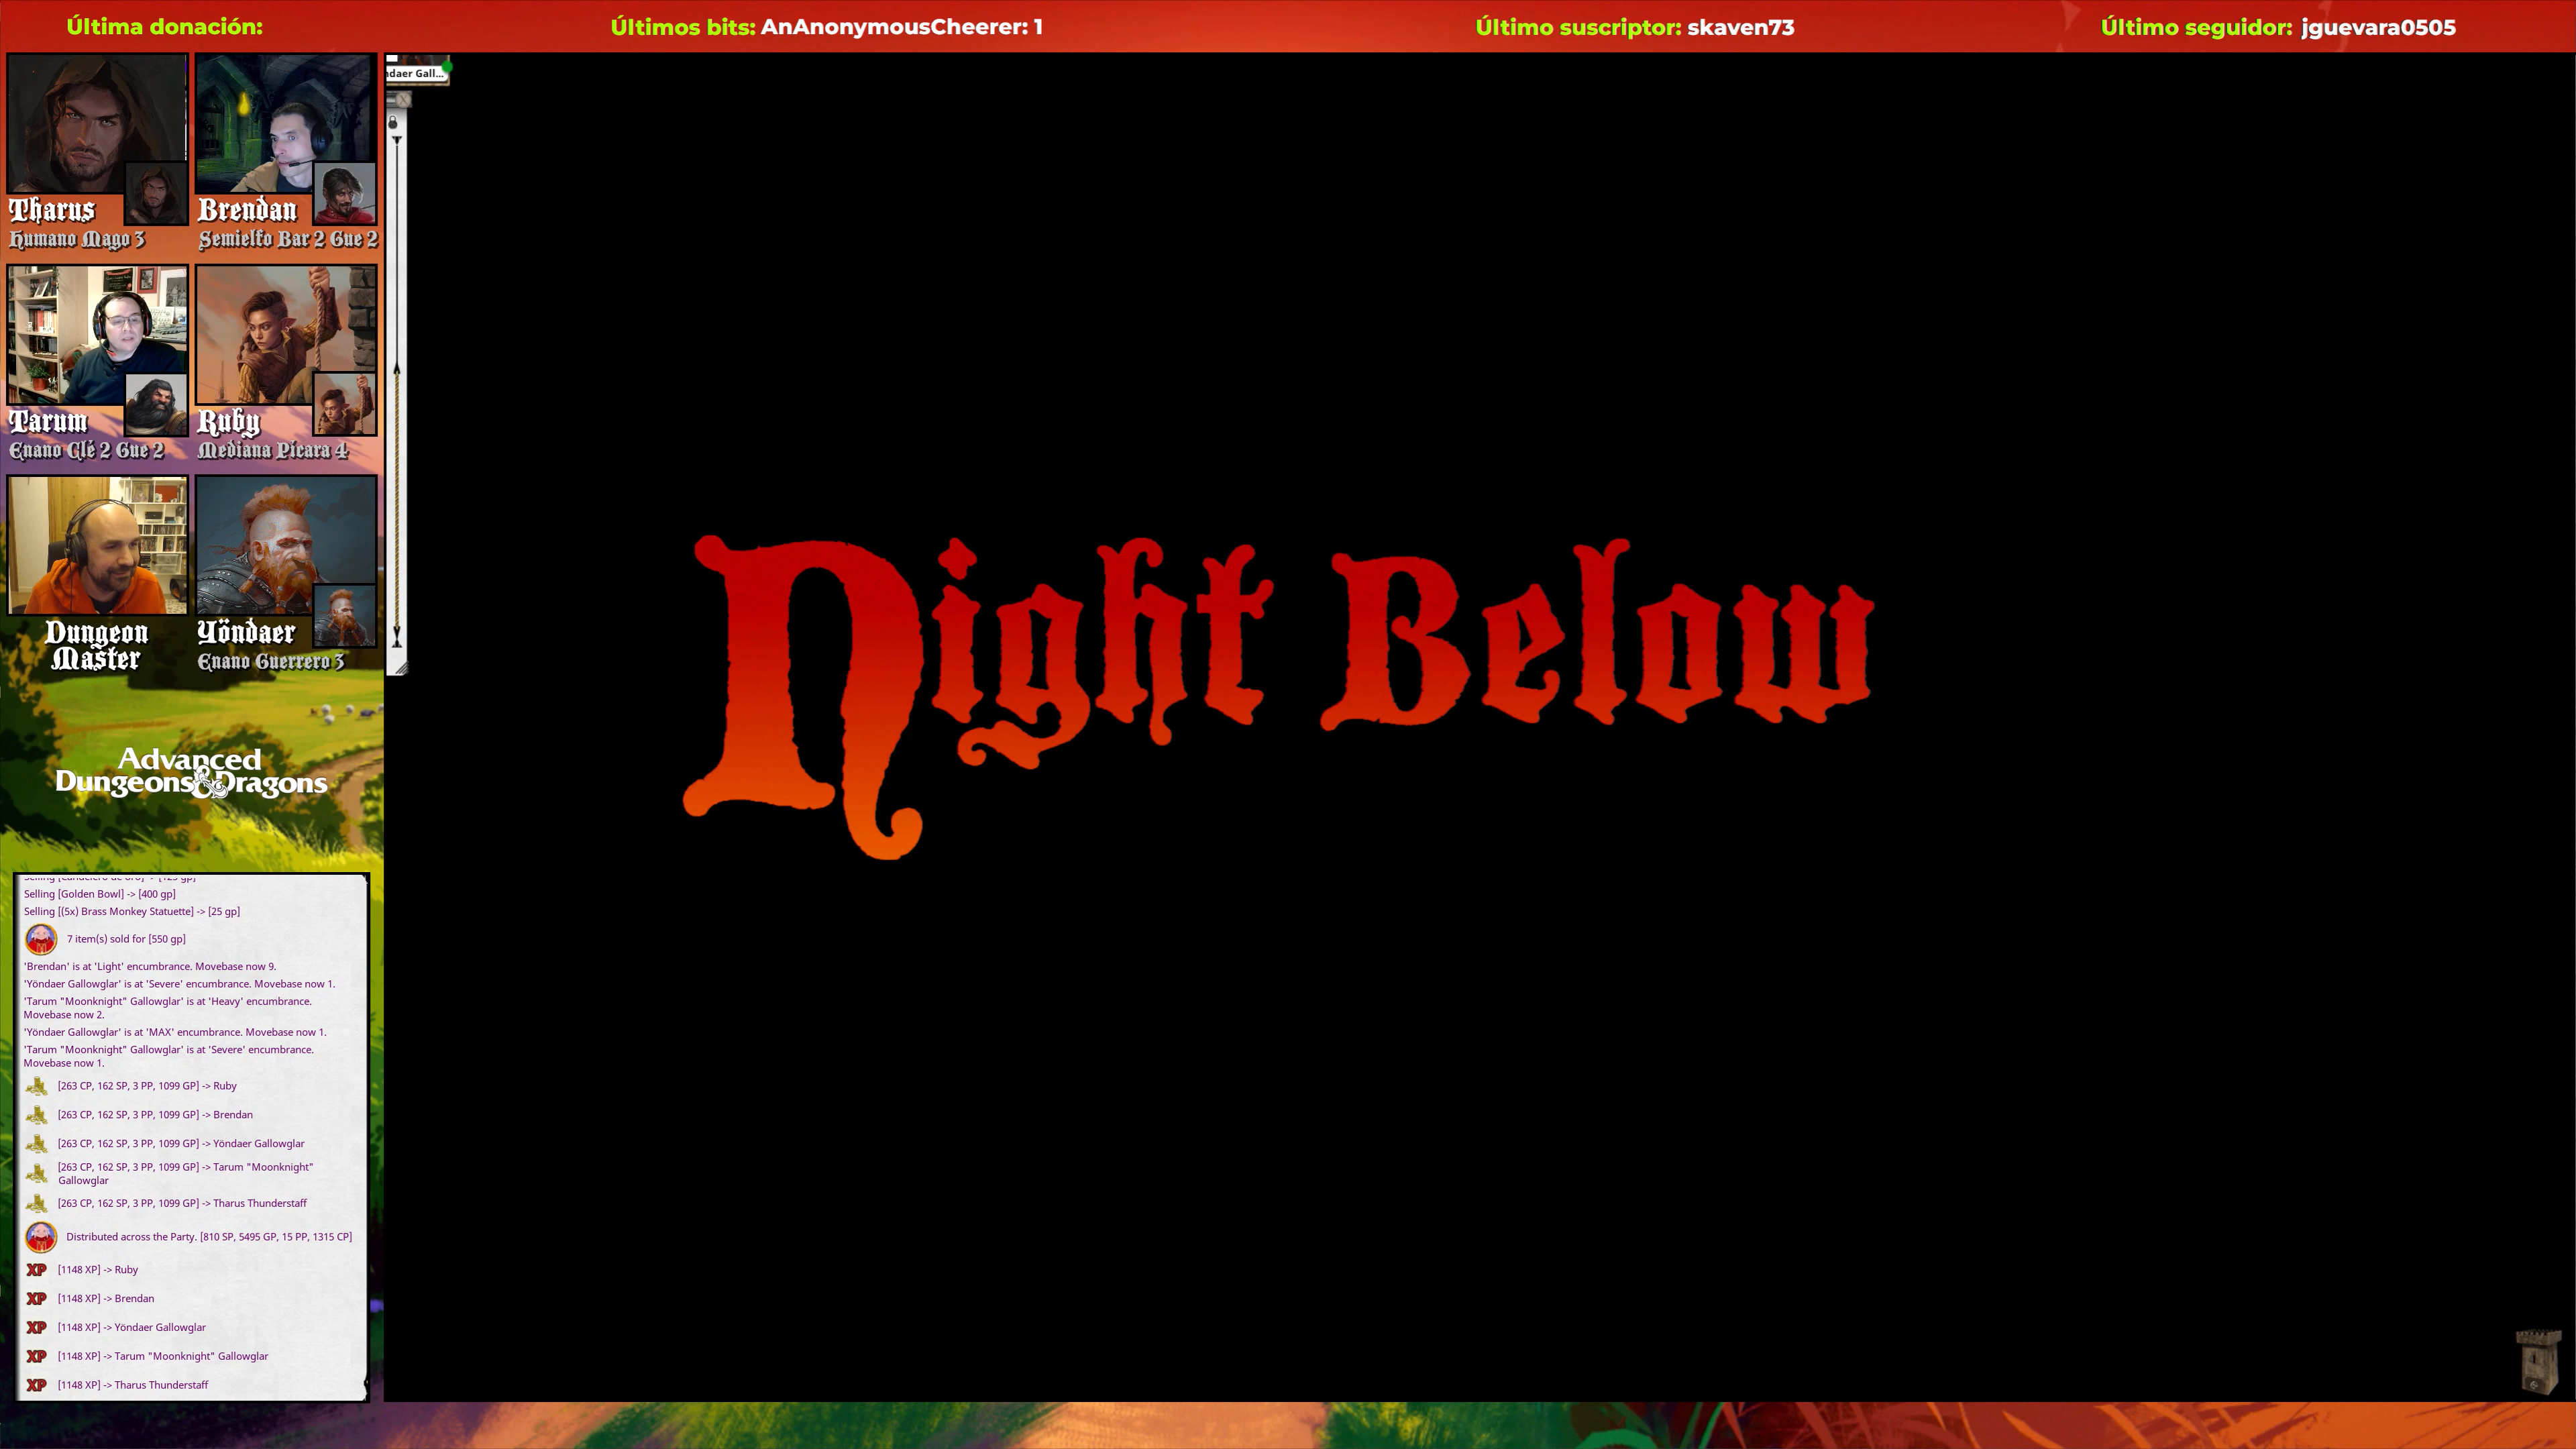 Última donación:
Últimos bits: AnAnonymousCheerer: 1
Último suscriptor: skaven73
Último seguidor: jguevara0505
ndaer Gall...
Tharus
Humano Mago 3
Brendan
Semielfo Bar 2 Gue 2
Tarum
Enano Clé 2 Gue 2
Ruby
Mediana Pícara 4
Dungeon
Master
Yöndaer
Enano Guerrero 3
Advanced
Dungeons & Dragons
Night Below
Selling [Candelero de oro] -> [125 gp]
Selling [Golden Bowl] -> [400 gp]
Selling [(5x) Brass Monkey Statuette] -> [25 gp]
7 item(s) sold for [550 gp]
'Brendan' is at 'Light' encumbrance. Movebase now 9.
'Yöndaer Gallowglar' is at 'Severe' encumbrance. Movebase now 1.
'Tarum "Moonknight" Gallowglar' is at 'Heavy' encumbrance.
Movebase now 2.
'Yöndaer Gallowglar' is at 'MAX' encumbrance. Movebase now 1.
'Tarum "Moonknight" Gallowglar' is at 'Severe' encumbrance.
Movebase now 1.
[263 CP, 162 SP, 3 PP, 1099 GP] -> Ruby
[263 CP, 162 SP, 3 PP, 1099 GP] -> Brendan
[263 CP, 162 SP, 3 PP, 1099 GP] -> Yöndaer Gallowglar
[263 CP, 162 SP, 3 PP, 1099 GP] -> Tarum "Moonknight"
Gallowglar
[263 CP, 162 SP, 3 PP, 1099 GP] -> Tharus Thunderstaff
Distributed across the Party. [810 SP, 5495 GP, 15 PP, 1315 CP]
XP [1148 XP] -> Ruby
XP [1148 XP] -> Brendan
XP [1148 XP] -> Yöndaer Gallowglar
XP [1148 XP] -> Tarum "Moonknight" Gallowglar
XP [1148 XP] -> Tharus Thunderstaff